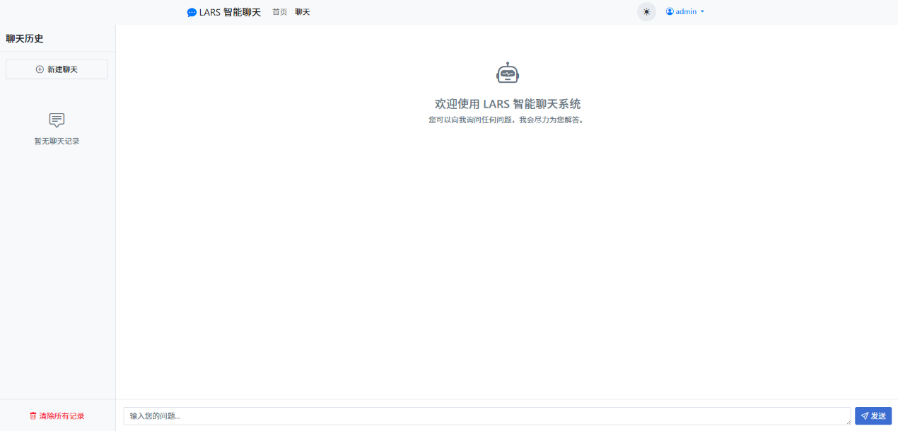 LARS 智能聊天 首页 聊天 admin
聊天历史
新建聊天
暂无聊天记录
欢迎使用 LARS 智能聊天系统
您可以向我询问任何问题，我会尽力为您解答。
清除所有记录
输入您的问题...
发送